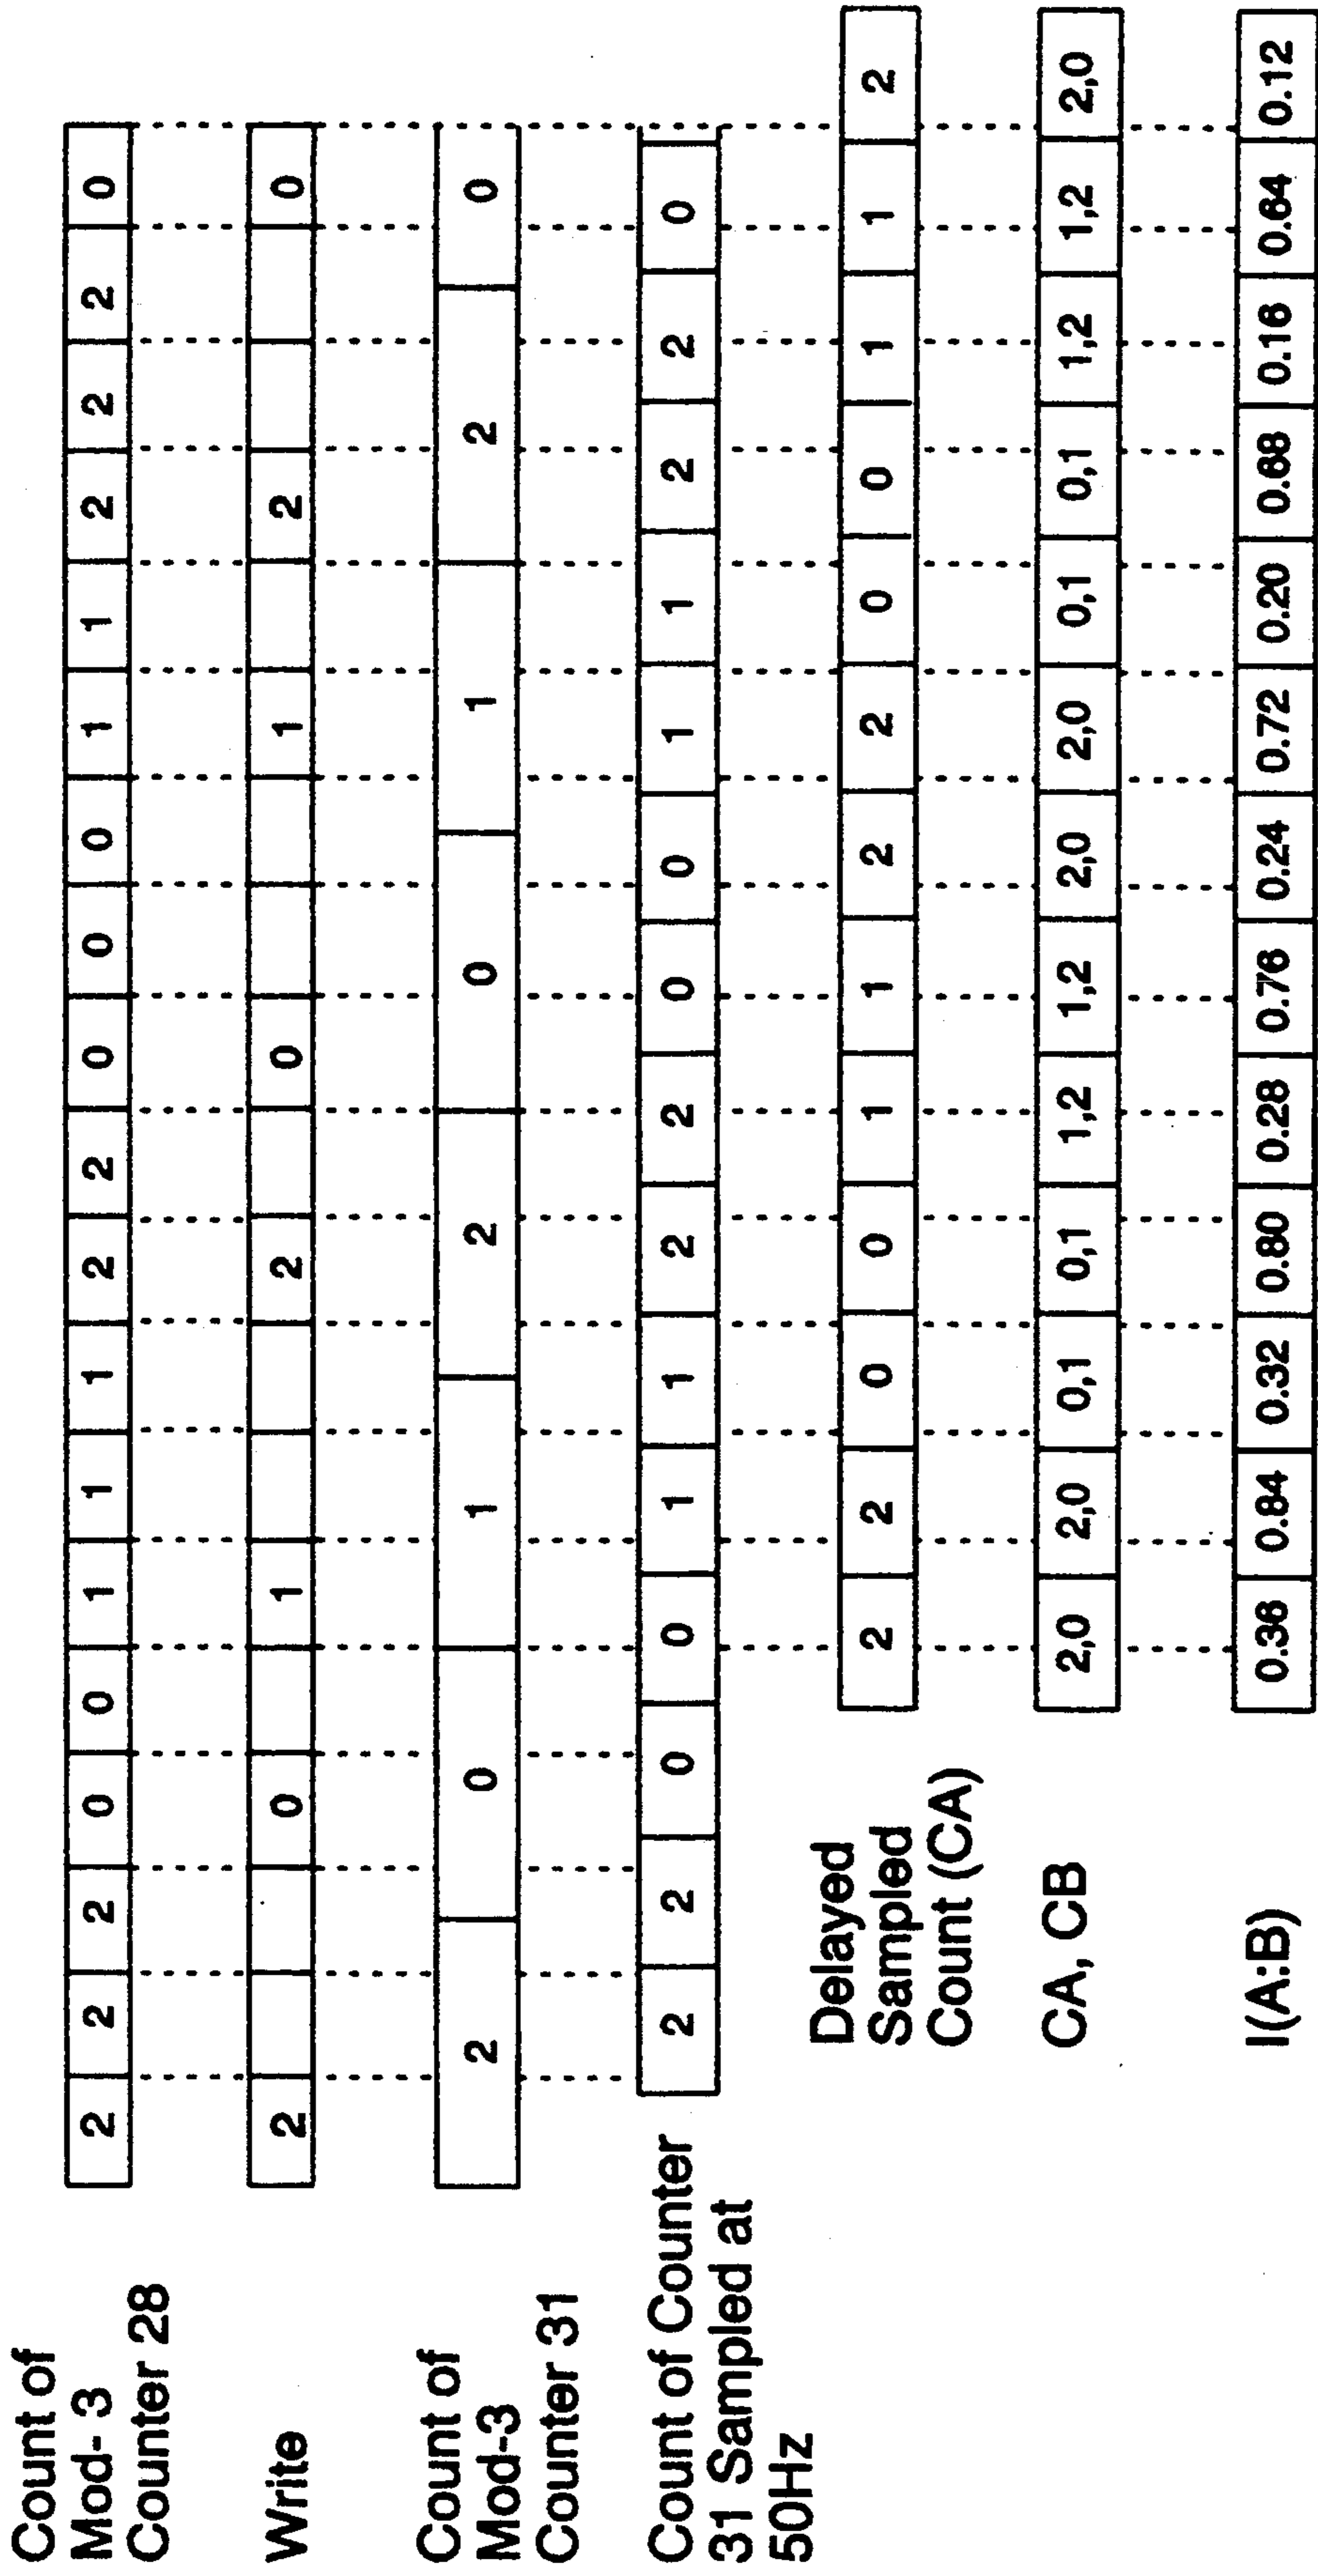 Count of
Mod- 3
Counter 28
2 2 2 0 0 1 1 1 2 2 0 0 0 1 1 2 2 2 0
Write
2 0 1 2 0 1 2 0
Count of
Mod-3
Counter 31
2 0 1 2 0 1 2 0
Count of Counter
31 Sampled at
50Hz
2 2 0 0 1 1 2 2 0 0 1 1 2 2 0
Delayed
Sampled
Count (CA)
2 2 0 0 1 1 2 2 0 0 1 1 2
CA, CB
2,0 2,0 0,1 0,1 1,2 1,2 2,0 2,0 0,1 0,1 1,2 1,2 2,0
I(A:B)
0.36 0.84 0.32 0.80 0.28 0.76 0.24 0.72 0.20 0.68 0.16 0.64 0.12